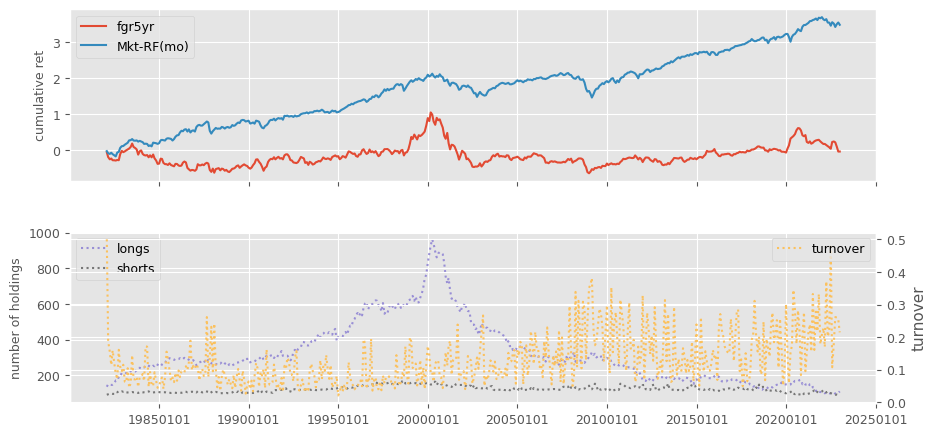 fgr5yr
Mkt-RF(mo)
cumulative ret
3
2
1
0
1000
800
600
400
200
number of holdings
longs
shorts
turnover
0.5
0.4
0.3
0.2
0.1
0.0
turnover
19850101 19900101 19950101 20000101 20050101 20100101 20150101 20200101 20250101